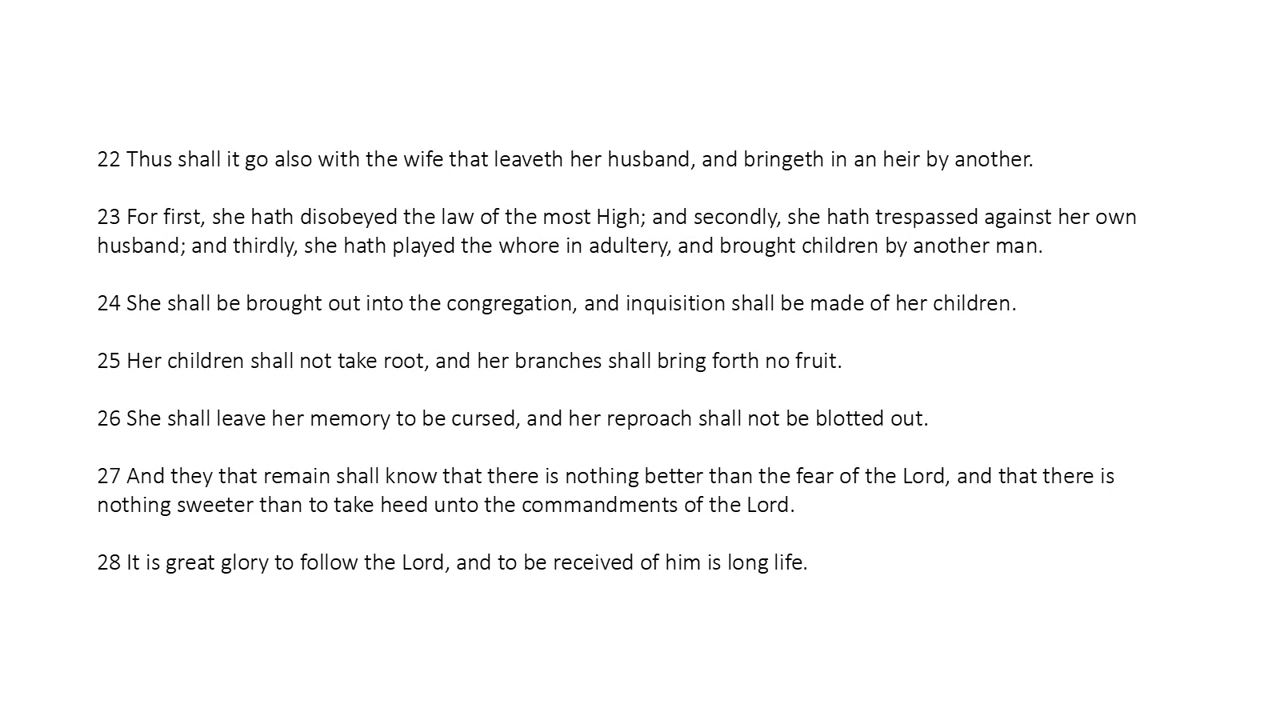 22 Thus shall it go also with the wife that leaveth her husband, and bringeth in an heir by another.
23 For first, she hath disobeyed the law of the most High; and secondly, she hath trespassed against her own
husband; and thirdly, she hath played the whore in adultery, and brought children by another man.
24 She shall be brought out into the congregation, and inquisition shall be made of her children.
25 Her children shall not take root, and her branches shall bring forth no fruit.
26 She shall leave her memory to be cursed, and her reproach shall not be blotted out.
27 And they that remain shall know that there is nothing better than the fear of the Lord, and that there is
nothing sweeter than to take heed unto the commandments of the Lord.
28 It is great glory to follow the Lord, and to be received of him is long life.